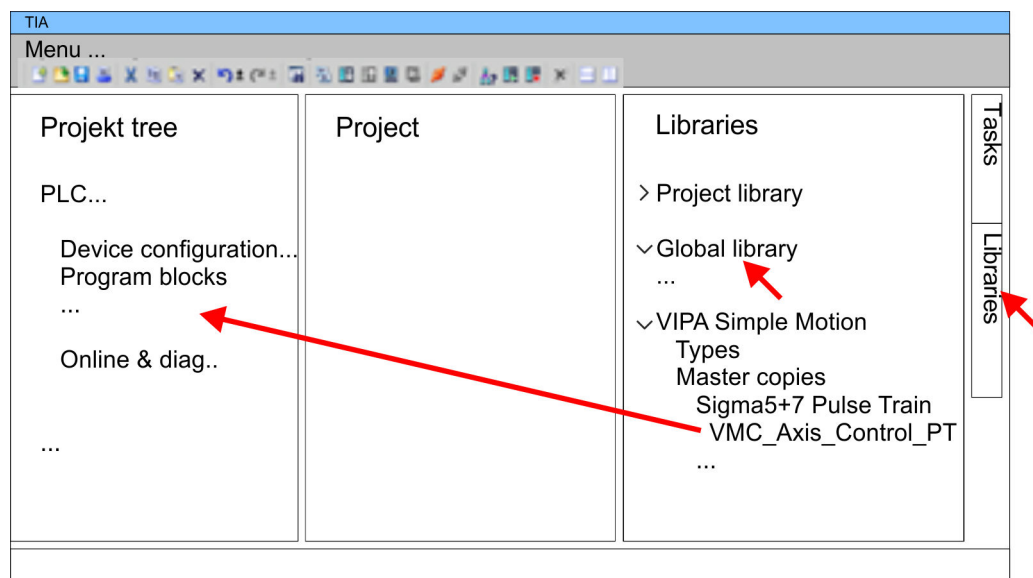 TIA
Menu ...
Projekt tree
PLC...
Device configuration...
Program blocks
...
Online & diag..
...
Project
Libraries
Project library
Global library
...
VIPA Simple Motion
Types
Master copies
Sigma5+7 Pulse Train
VMC_Axis_Control_PT
...
Tasks
Libraries